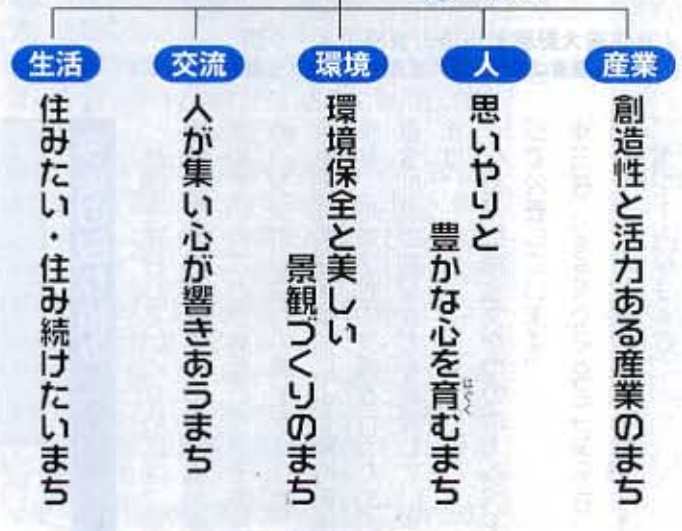 産業
創造性と活力ある産業のまち
人
思いやりと
豊かな心を育むまち
はぐく
環境
環境保全と美しい
景観づくりのまち
交流
人が集い心が響きあうまち
生活
住みたい・住み続けたいまち